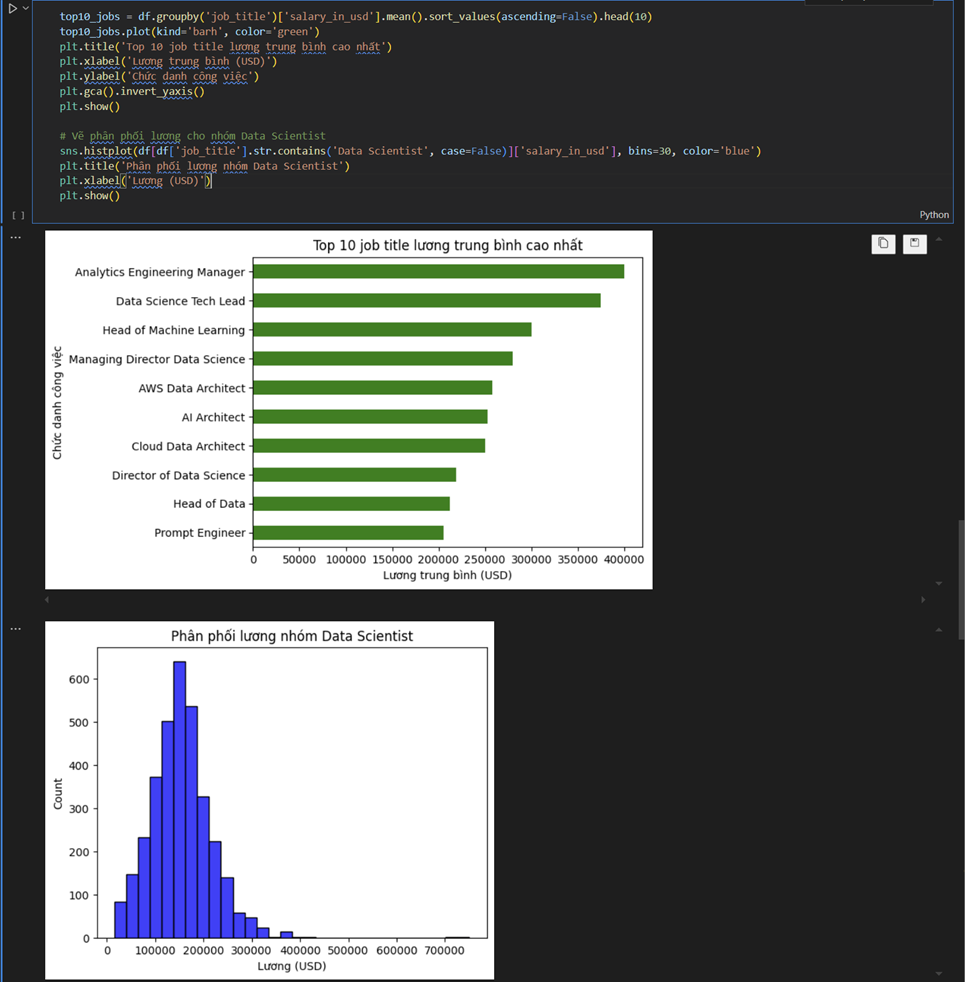 top10_jobs = df.groupby('job_title')['salary_in_usd'].mean().sort_values(ascending=False).head(10)
top10_jobs.plot(kind='barh', color='green')
plt.title('Top 10 job title lương trung bình cao nhất')
plt.xlabel('Lương trung bình (USD)')
plt.ylabel('Chức danh công việc')
plt.gca().invert_yaxis()
plt.show()
# Vẽ phân phối lương cho nhóm Data Scientist
sns.histplot(df[df['job_title'].str.contains('Data Scientist', case=False)]['salary_in_usd'], bins=30, color='blue')
plt.title('Phân phối lương nhóm Data Scientist')
plt.xlabel('Lương (USD)')
plt.show()
[ ]
Python
...
Top 10 job title lương trung bình cao nhất
Chức danh công việc
Analytics Engineering Manager
Data Science Tech Lead
Head of Machine Learning
Managing Director Data Science
AWS Data Architect
AI Architect
Cloud Data Architect
Director of Data Science
Head of Data
Prompt Engineer
0 50000 100000 150000 200000 250000 300000 350000 400000
Lương trung bình (USD)
...
Phân phối lương nhóm Data Scientist
Count
600
500
400
300
200
100
0
0 100000 200000 300000 400000 500000 600000 700000
Lương (USD)